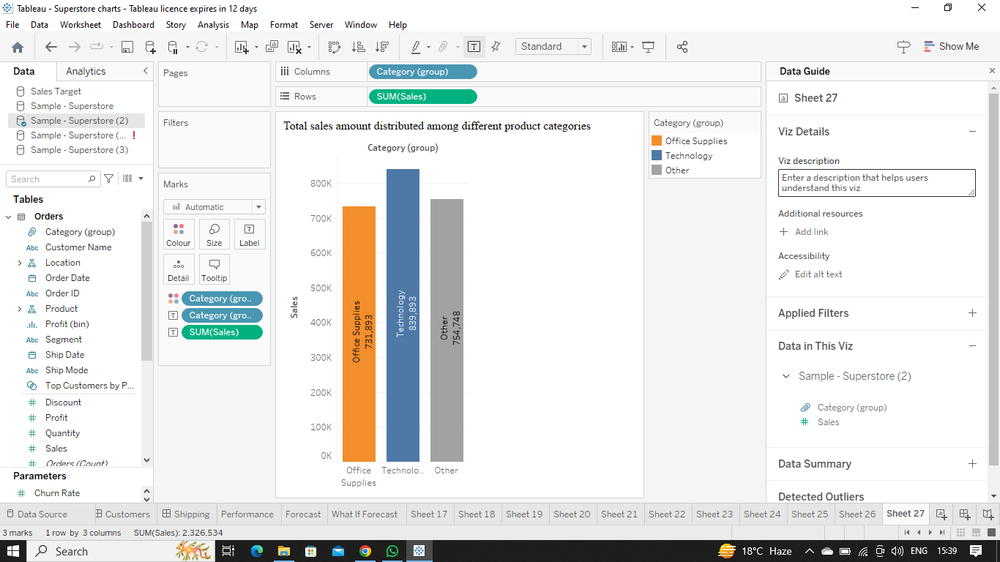 Tableau - Superstore charts - Tableau licence expires in 12 days
File Data Worksheet Dashboard Story Analysis Map Format Server Window Help
Standard
Show Me
Data Analytics
Sales Target
Sample - Superstore
Sample - Superstore (2)
Sample - Superstore (... !
Sample - Superstore (3)
Search
Tables
Orders
Category (group)
Abc Customer Name
Location
Order Date
Abc Order ID
Product
Profit (bin)
Abc Segment
Ship Date
Abc Ship Mode
Top Customers by P...
# Discount
# Profit
# Quantity
# Sales
# Orders (Count)
Parameters
# Churn Rate
Pages
Filters
Marks
Automatic
Colour Size Label
Detail Tooltip
Category (gro..
Category (gro..
SUM(Sales)
Columns Category (group)
Rows SUM(Sales)
Total sales amount distributed among different product categories
Category (group)
Sales
800K
700K
600K
500K
400K
300K
200K
100K
0K
Office Supplies
731,893
Technology
839,893
Other
754,748
Office Supplies
Technolo..
Other
Category (group)
Office Supplies
Technology
Other
Data Guide
Sheet 27
Viz Details
Viz description
Enter a description that helps users
understand this viz
Additional resources
Add link
Accessibility
Edit alt text
Applied Filters
Data in This Viz
Sample - Superstore (2)
Category (group)
# Sales
Data Summary
Detected Outliers
Data Source Customers Shipping Performance Forecast What If Forecast Sheet 17 Sheet 18 Sheet 19 Sheet 20 Sheet 21 Sheet 22 Sheet 23 Sheet 24 Sheet 25 Sheet 26 Sheet 27
3 marks 1 row by 3 columns SUM(Sales): 2,326,534
Search
18°C Haze
ENG 15:39